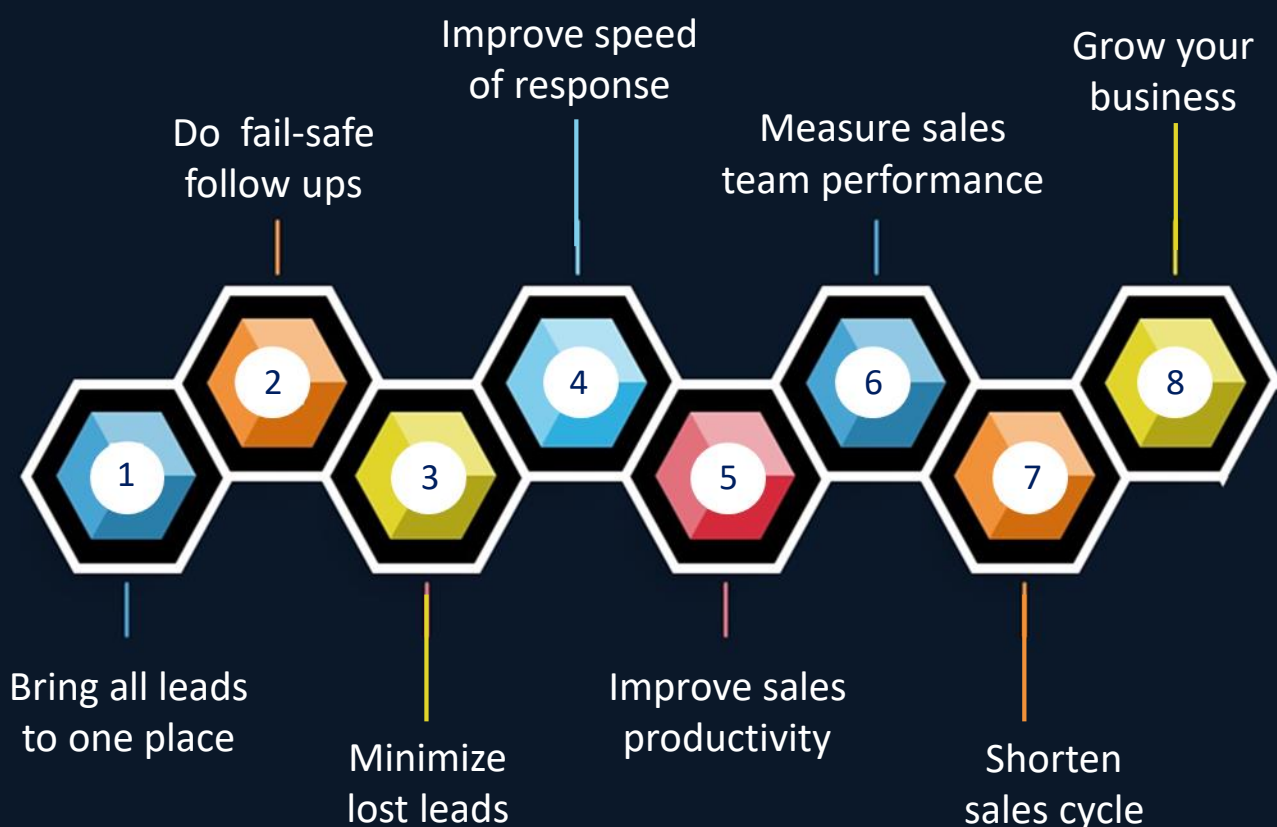 1
Bring all leads
to one place
2
Do fail-safe
follow ups
3
Minimize
lost leads
4
Improve speed
of response
5
Improve sales
productivity
6
Measure sales
team performance
7
Shorten
sales cycle
8
Grow your
business